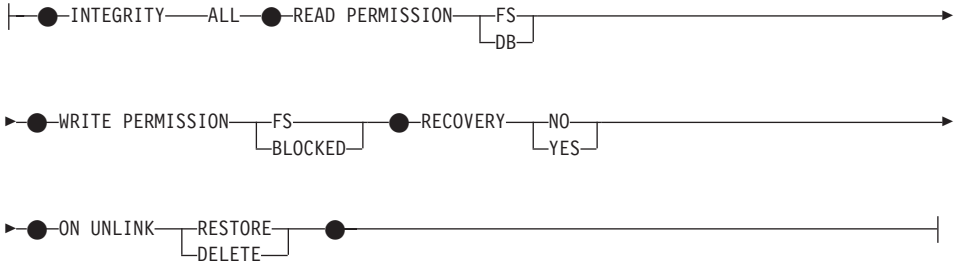 INTEGRITY ALL READ PERMISSION FS
DB
WRITE PERMISSION FS RECOVERY NO
BLOCKED YES
ON UNLINK RESTORE
DELETE